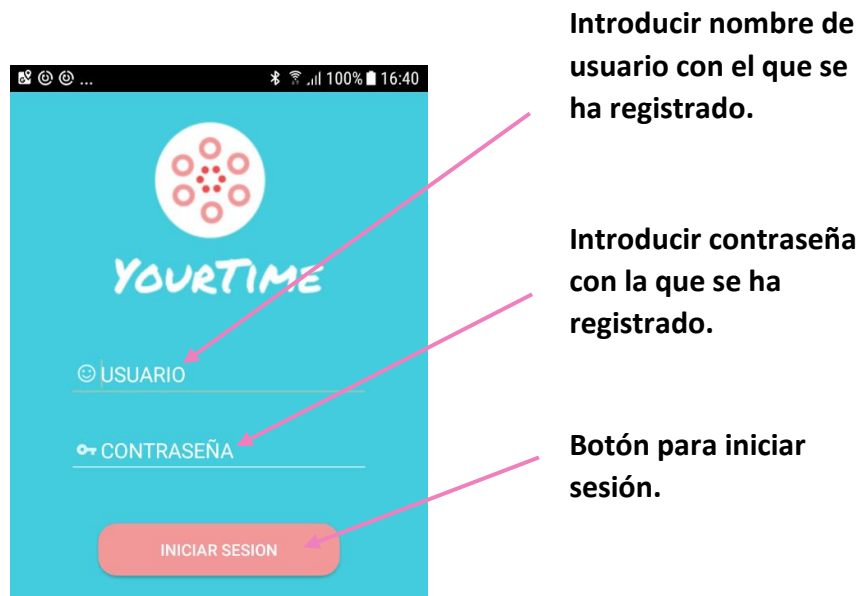 ... 100% 16:40
YOURTIME
USUARIO
CONTRASEÑA
INICIAR SESION
Introducir nombre de
usuario con el que se
ha registrado.
Introducir contraseña
con la que se ha
registrado.
Botón para iniciar
sesión.